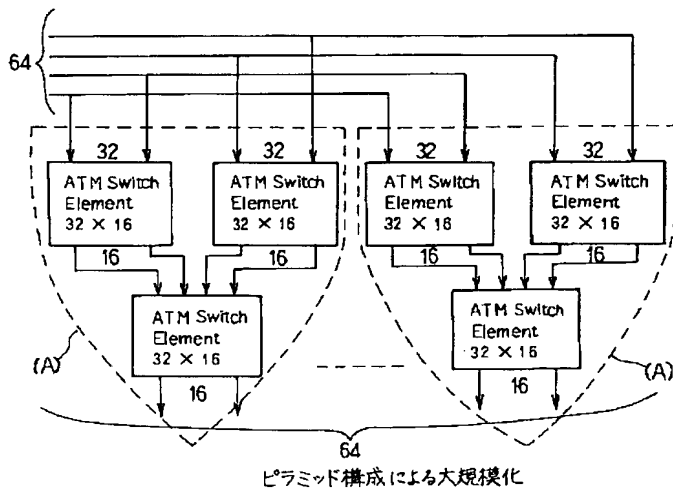 64
32
32
32
32
ATM Switch
Element
32 × 16
ATM Switch
Element
32 × 16
ATM Switch
Element
32 × 16
ATM Switch
Element
32 × 16
16
16
16
16
ATM Switch
Element
32 × 16
ATM Switch
Element
32 × 16
(A)
(A)
16
16
64
ピラミッド構成による大規模化